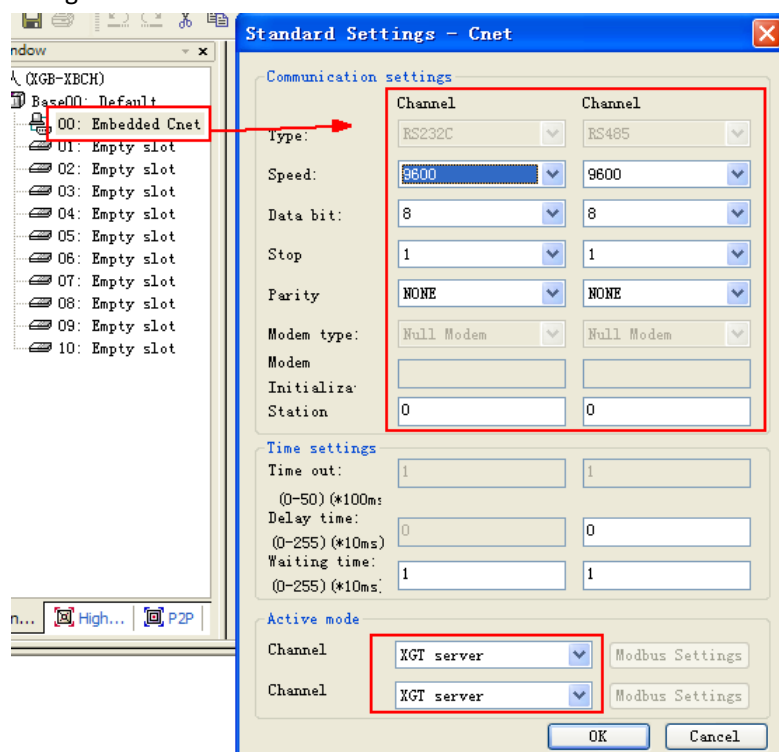 Standard Settings - Cnet
ndow
(XGB-XBCH)
Base00: Default
00: Embedded Cnet
01: Empty slot
02: Empty slot
03: Empty slot
04: Empty slot
05: Empty slot
06: Empty slot
07: Empty slot
08: Empty slot
09: Empty slot
10: Empty slot
n... High... P2P
Communication settings
Channel Channel
Type: RS232C RS485
Speed: 9600 9600
Data bit: 8 8
Stop 1 1
Parity NONE NONE
Modem type: Null Modem Null Modem
Modem
Initializa
Station 0 0
Time settings
Time out: 1 1
(0-50)(*100ms
Delay time: 0 0
(0-255)(*10ms)
Waiting time: 1 1
(0-255)(*10ms)
Active mode
Channel XGT server Modbus Settings
Channel XGT server Modbus Settings
OK Cancel